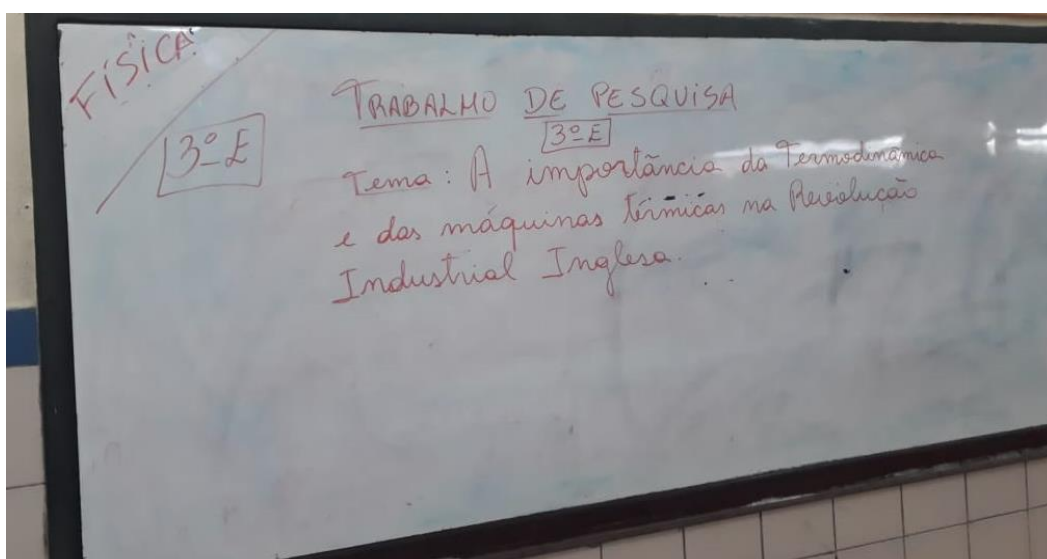 FÍSICA
3º E
TRABALHO DE PESQUISA
3º E
Tema: A importância da Termodinâmica
e das máquinas térmicas na Revolução
Industrial Inglesa.